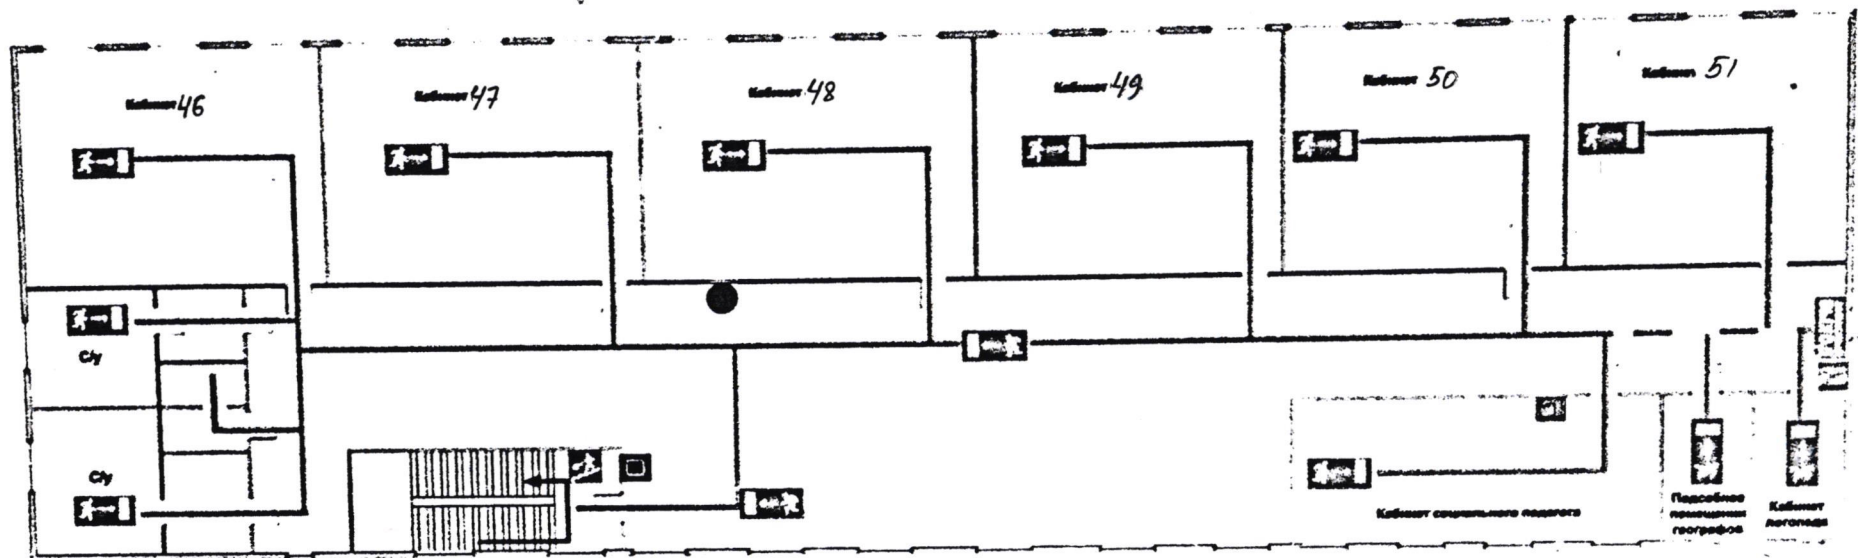 Кабинет 46
Кабинет 47
Кабинет 48
Кабинет 49
Кабинет 50
Кабинет 51
С/у
С/у
Кабинет социального педагога
Подсобное
помещение
географов
Кабинет
логопеда